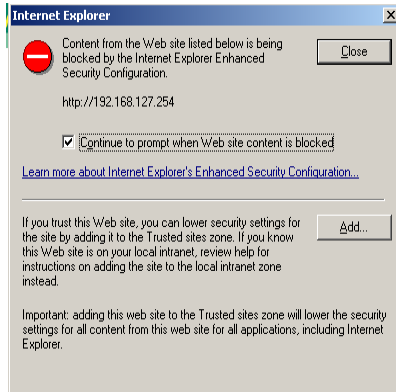 Internet Explorer
Content from the Web site listed below is being
blocked by the Internet Explorer Enhanced
Security Configuration.
Close
http://192.168.127.254
Continue to prompt when Web site content is blocked
Learn more about Internet Explorer's Enhanced Security Configuration...
If you trust this Web site, you can lower security settings for
the site by adding it to the Trusted sites zone. If you know
this Web site is on your local intranet, review help for
instructions on adding the site to the local intranet zone
instead.
Add...
Important: adding this web site to the Trusted sites zone will lower the security
settings for all content from this web site for all applications, including Internet
Explorer.